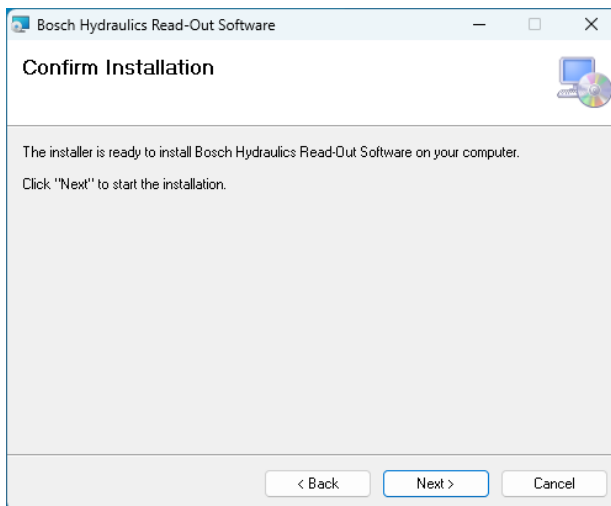 Bosch Hydraulics Read-Out Software
Confirm Installation
The installer is ready to install Bosch Hydraulics Read-Out Software on your computer.
Click "Next" to start the installation.
< Back
Next >
Cancel